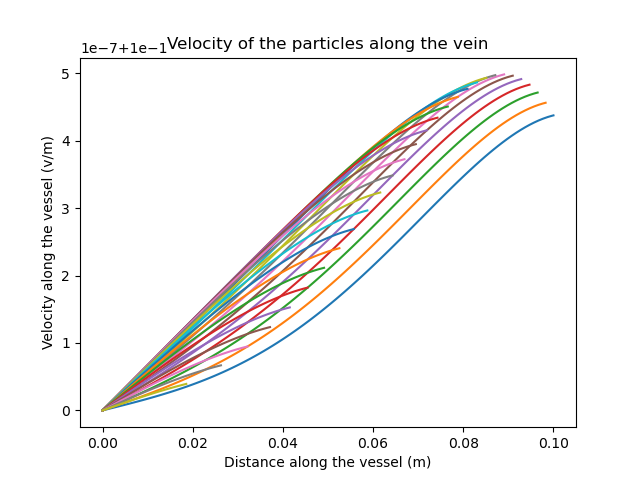 Velocity of the particles along the vein
1e−7+1e−1
5
4
3
2
1
0
Velocity along the vessel (v/m)
0.00 0.02 0.04 0.06 0.08 0.10
Distance along the vessel (m)